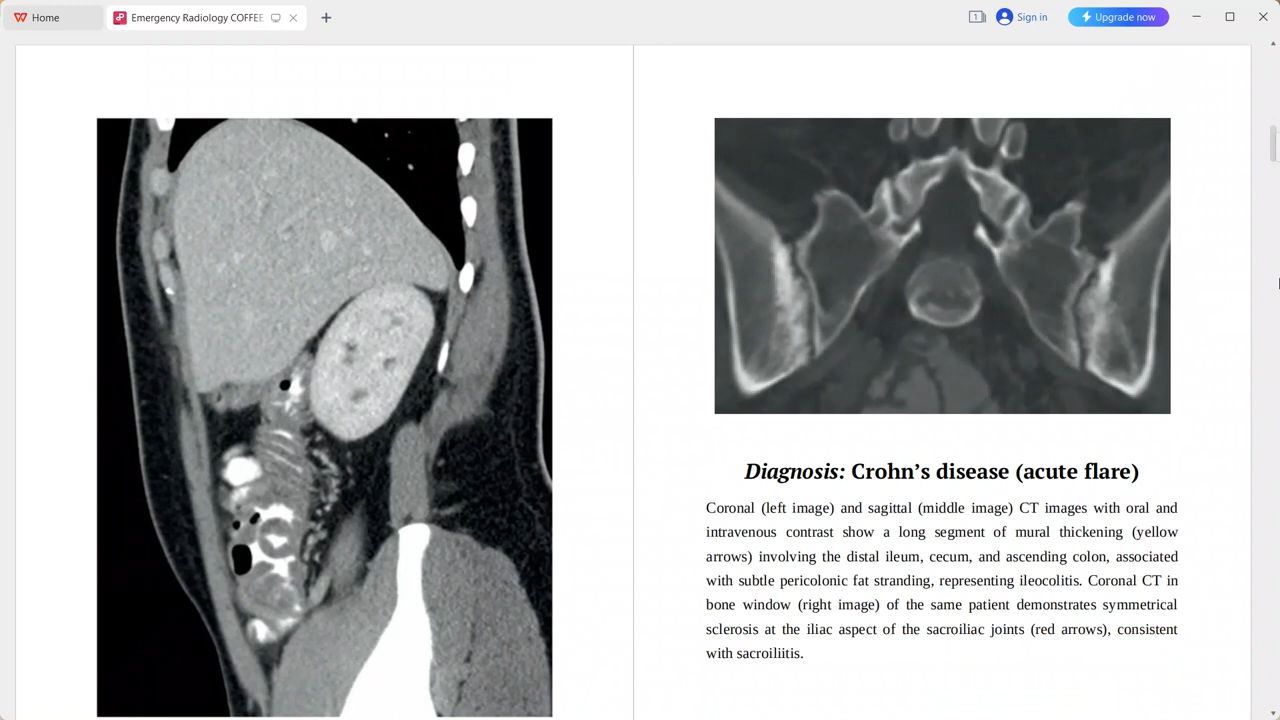 Home
Emergency Radiology COFFEE
1
Sign in
Upgrade now
Diagnosis: Crohn’s disease (acute flare)
Coronal (left image) and sagittal (middle image) CT images with oral and
intravenous contrast show a long segment of mural thickening (yellow
arrows) involving the distal ileum, cecum, and ascending colon, associated
with subtle pericolonic fat stranding, representing ileocolitis. Coronal CT in
bone window (right image) of the same patient demonstrates symmetrical
sclerosis at the iliac aspect of the sacroiliac joints (red arrows), consistent
with sacroiliitis.